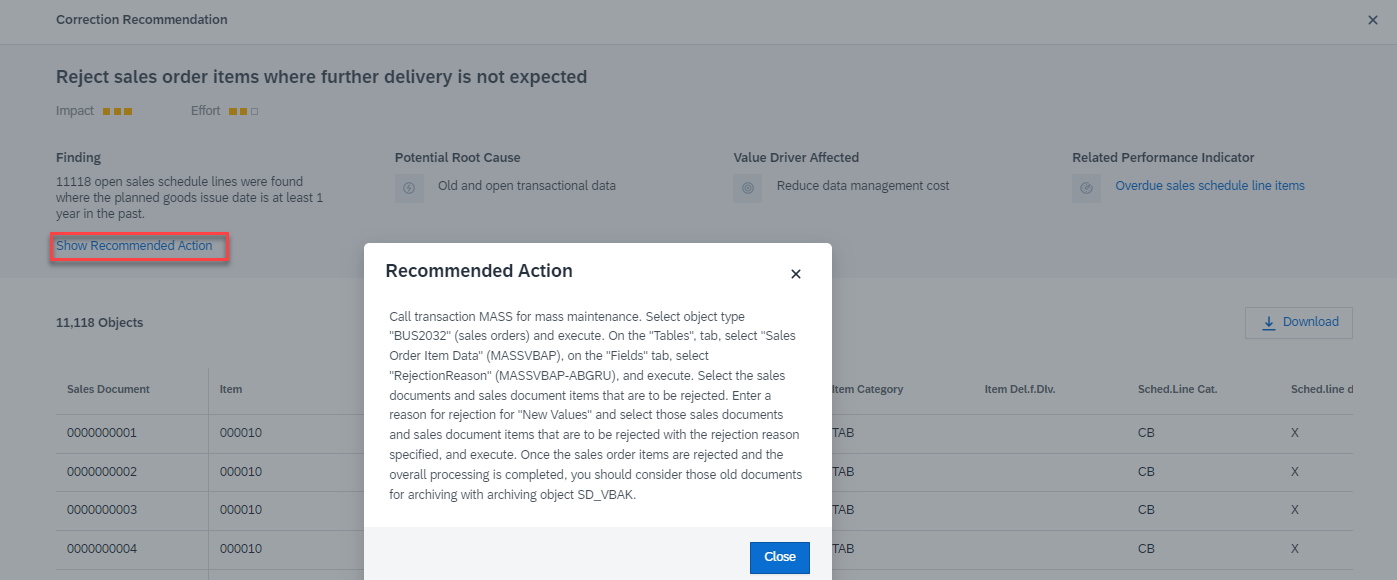 Correction Recommendation
Reject sales order items where further delivery is not expected
Impact
Effort
Finding
11118 open sales schedule lines were found
where the planned goods issue date is at least 1
year in the past.
Show Recommended Action
Potential Root Cause
Old and open transactional data
Value Driver Affected
Reduce data management cost
Related Performance Indicator
Overdue sales schedule line items
Recommended Action
Call transaction MASS for mass maintenance. Select object type
"BUS2032" (sales orders) and execute. On the "Tables", tab, select "Sales
Order Item Data" (MASSVBAP), on the "Fields" tab, select
"RejectionReason" (MASSVBAP-ABGRU), and execute. Select the sales
documents and sales document items that are to be rejected. Enter a
reason for rejection for "New Values" and select those sales documents
and sales document items that are to be rejected with the rejection reason
specified, and execute. Once the sales order items are rejected and the
overall processing is completed, you should consider those old documents
for archiving with archiving object SD_VBAK.
Close
11,118 Objects
Download
Sales Document Item Item Category Item Del.f.Dlv. Sched.Line Cat. Sched.line d
0000000001 000010 TAB CB X
0000000002 000010 TAB CB X
0000000003 000010 TAB CB X
0000000004 000010 TAB CB X